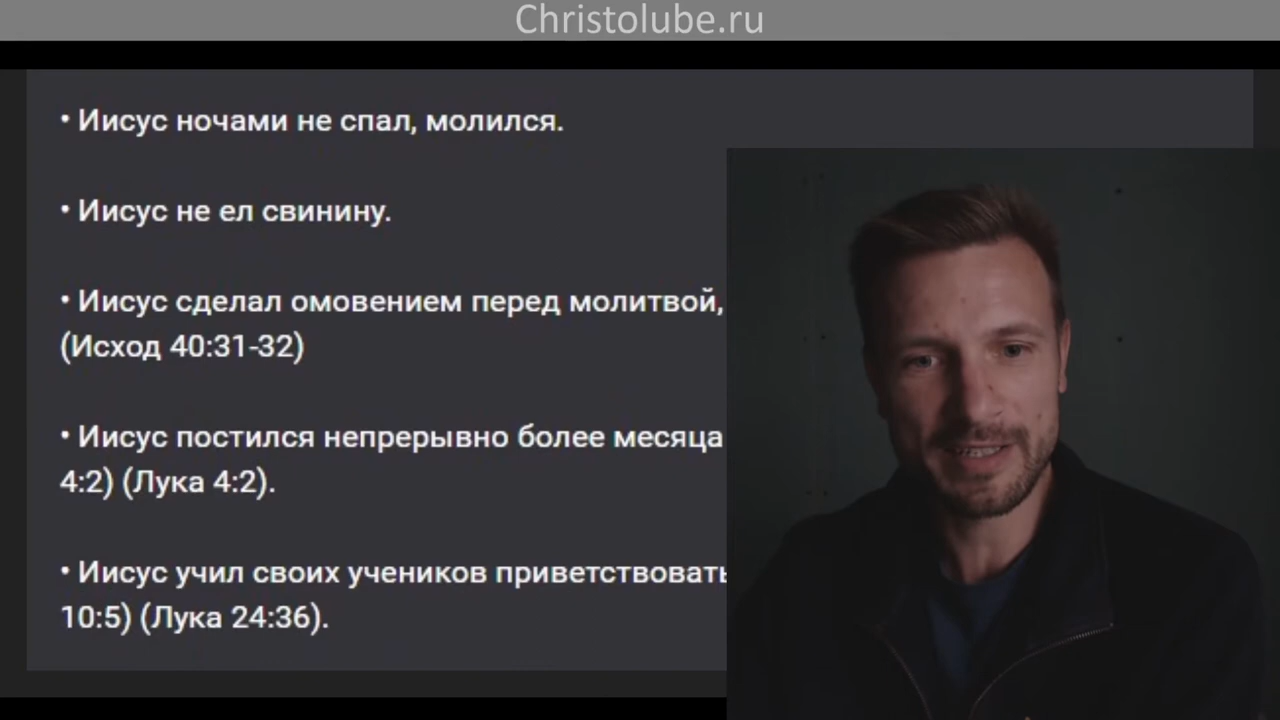 Christolube.ru
• Иисус ночами не спал, молился.
• Иисус не ел свинину.
• Иисус сделал омовением перед молитвой,
(Исход 40:31-32)
• Иисус постился непрерывно более месяца
4:2) (Лука 4:2).
• Иисус учил своих учеников приветствовать
10:5) (Лука 24:36).